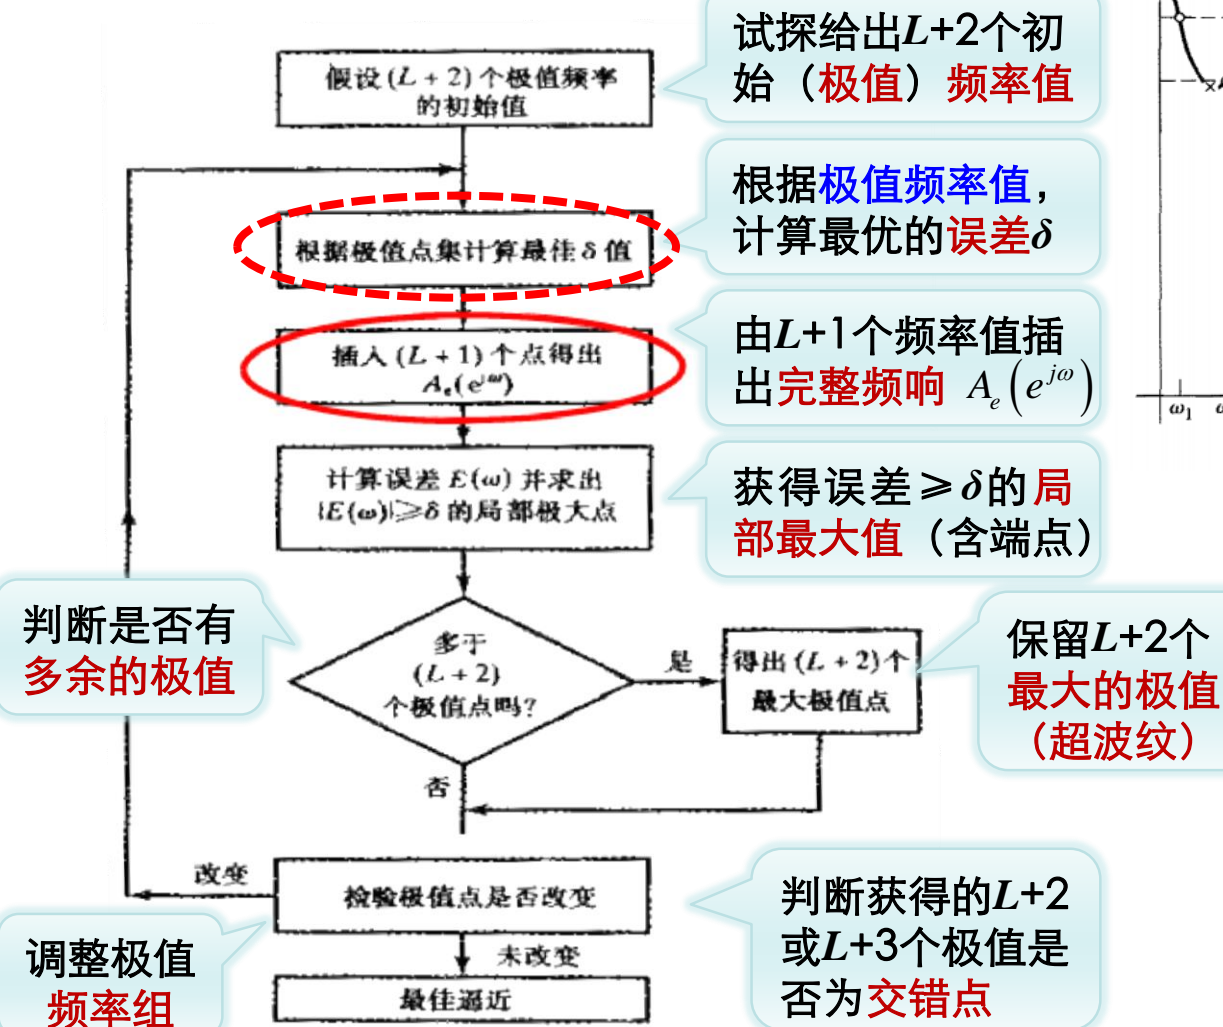 假设(L + 2)个极值频率
的初始值
试探给出L+2个初
始（极值）频率值
根据极值点集计算最佳 δ 值
根据极值频率值，
计算最优的误差δ
插入 (L + 1) 个点得出
Aₑ(e^jω)
由L+1个频率值插
出完整频响 Aₑ(e^jω)
计算误差 E(ω) 并求出
|E(ω)|≥δ 的局部极大点
获得误差≥δ的局
部最大值（含端点）
判断是否有
多余的极值
多于
(L + 2)
个极值点吗?
是
得出 (L + 2)个
最大极值点
保留L+2个
最大的极值
（超波纹）
否
改变
检验极值点是否改变
判断获得的L+2
或L+3个极值是
否为交错点
调整极值
频率组
未改变
最佳逼近
ω₁